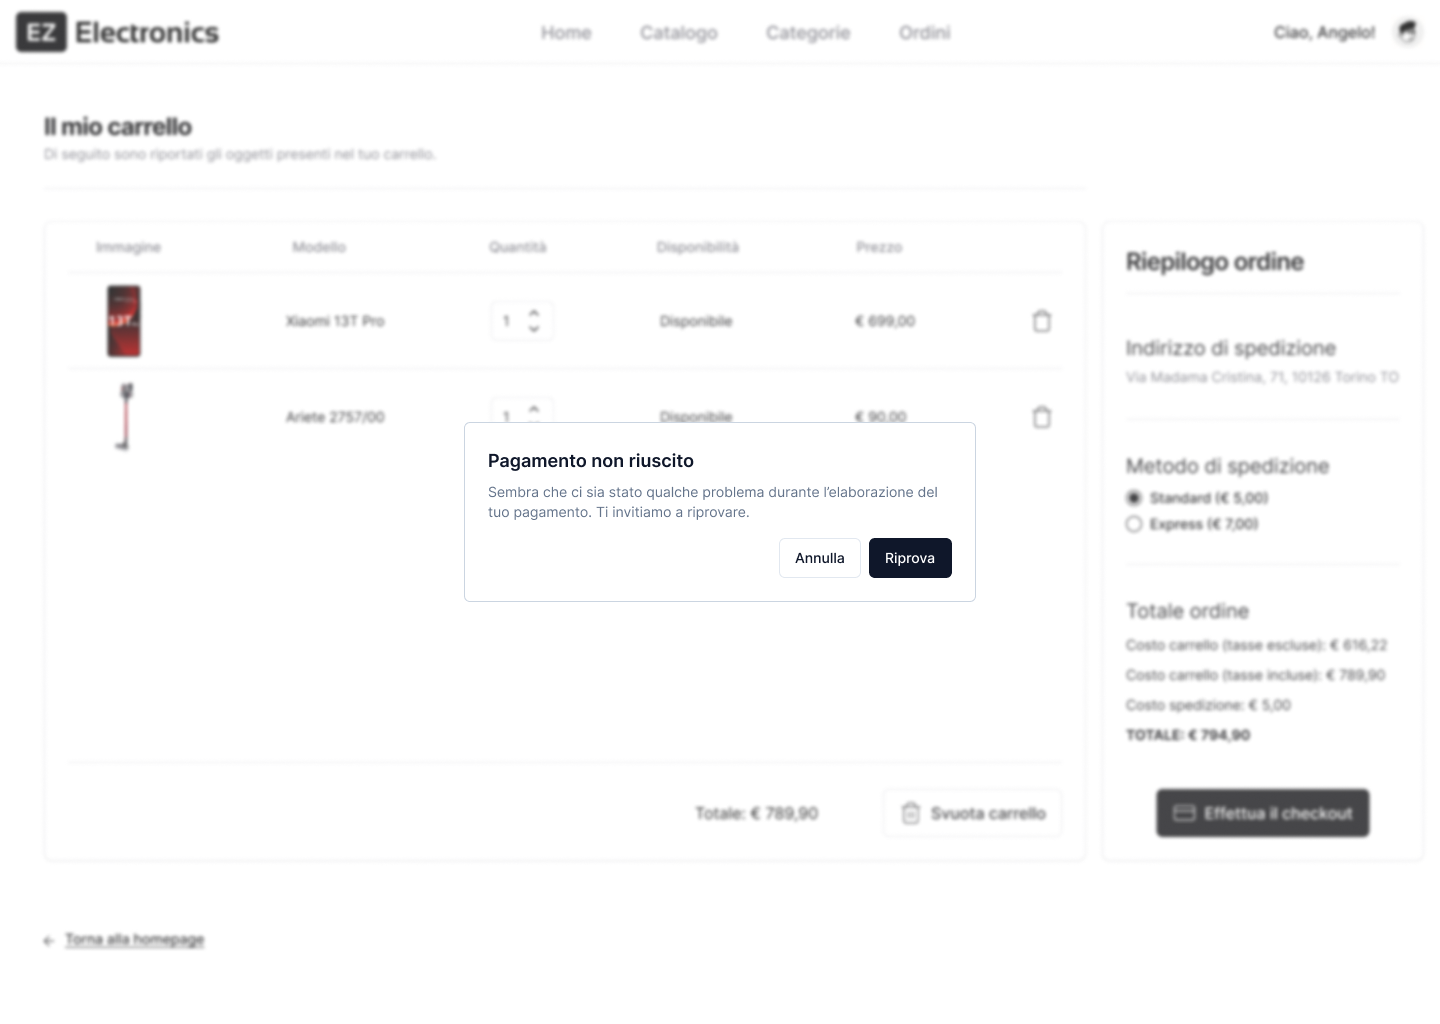 EZ Electronics
Home
Catalogo
Categorie
Ordini
Ciao, Angelo!
Il mio carrello
Di seguito sono riportati gli oggetti presenti nel tuo carrello.
Immagine
Modello
Quantità
Disponibilità
Prezzo
13T
Xiaomi 13T Pro
1
Disponibile
€ 699,00
Ariete 2757/00
1
Disponibile
€ 90,00
Pagamento non riuscito
Sembra che ci sia stato qualche problema durante l’elaborazione del
tuo pagamento. Ti invitiamo a riprovare.
Annulla
Riprova
Totale: € 789,90
Svuota carrello
Riepilogo ordine
Indirizzo di spedizione
Via Madama Cristina, 71, 10126 Torino TO
Metodo di spedizione
Standard (€ 5,00)
Express (€ 7,00)
Totale ordine
Costo carrello (tasse escluse): € 616,22
Costo carrello (tasse incluse): € 789,90
Costo spedizione: € 5,00
TOTALE: € 794,90
Effettua il checkout
Torna alla homepage